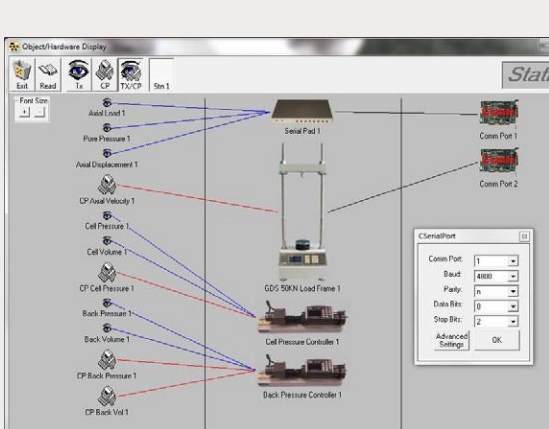 Object/Hardware Display
Exit Read Tx CP TX/CP Stn 1
Font Size
+ -
Axial Load 1
Pore Pressure 1
Axial Displacement 1
CP Axial Velocity 1
Cell Pressure 1
Cell Volume 1
CP Cell Pressure 1
Back Pressure 1
Back Volume 1
CP Back Pressure 1
CP Back Vol 1
Serial Pad 1
GDS 50KN Load Frame 1
Cell Pressure Controller 1
Back Pressure Controller 1
Comm
Comm Port 1
Comm
Comm Port 2
CSerialPort
Comm Port: 1
Baud: 4800
Parity: n
Data Bits: 8
Stop Bits: 2
Advanced Settings
OK